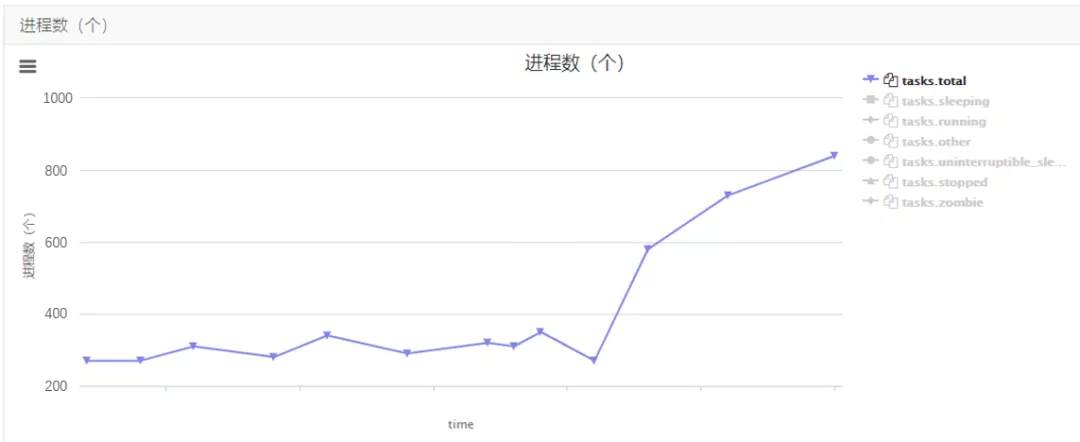 进程数（个）
进程数（个）
1000
800
600
400
200
进程数（个）
time
tasks.total
tasks.sleeping
tasks.running
tasks.other
tasks.uninterruptible_sle...
tasks.stopped
tasks.zombie